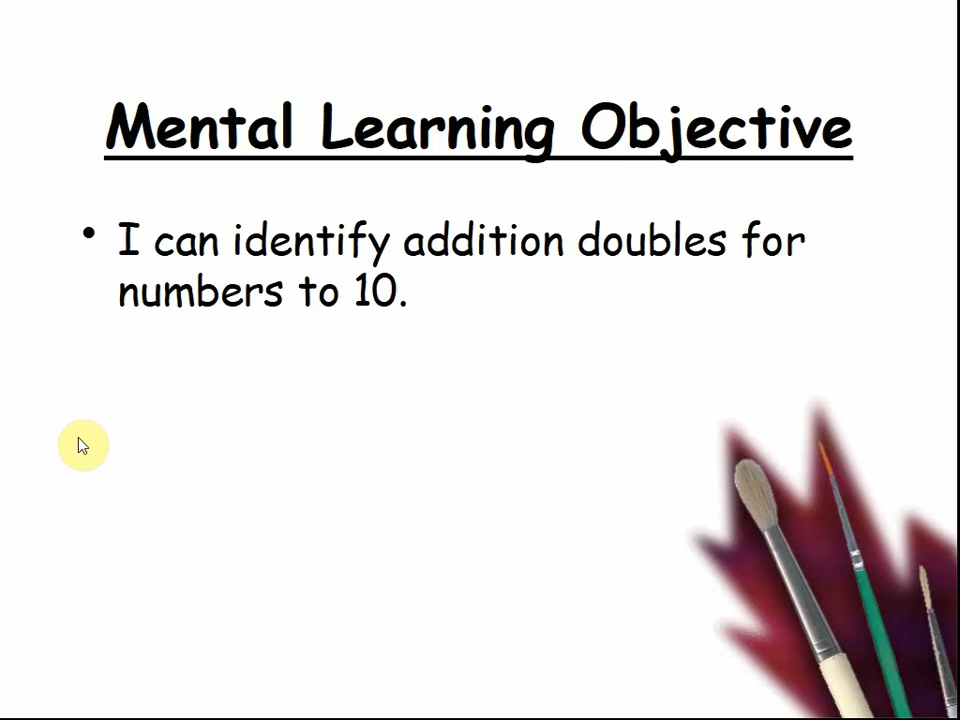 Mental Learning Objective
• I can identify addition doubles for
numbers to 10.